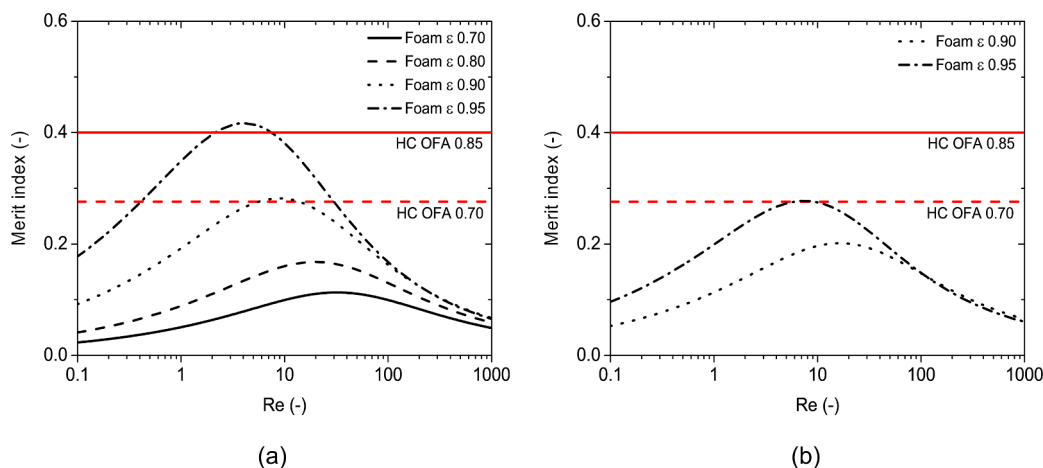 0.6
0.4
0.2
0.0
Merit index (-)
Foam ε 0.70
Foam ε 0.80
Foam ε 0.90
Foam ε 0.95
HC OFA 0.85
HC OFA 0.70
0.1 1 10 100 1000
Re (-)
(a)
0.6
0.4
0.2
0.0
Merit index (-)
Foam ε 0.90
Foam ε 0.95
HC OFA 0.85
HC OFA 0.70
0.1 1 10 100 1000
Re (-)
(b)